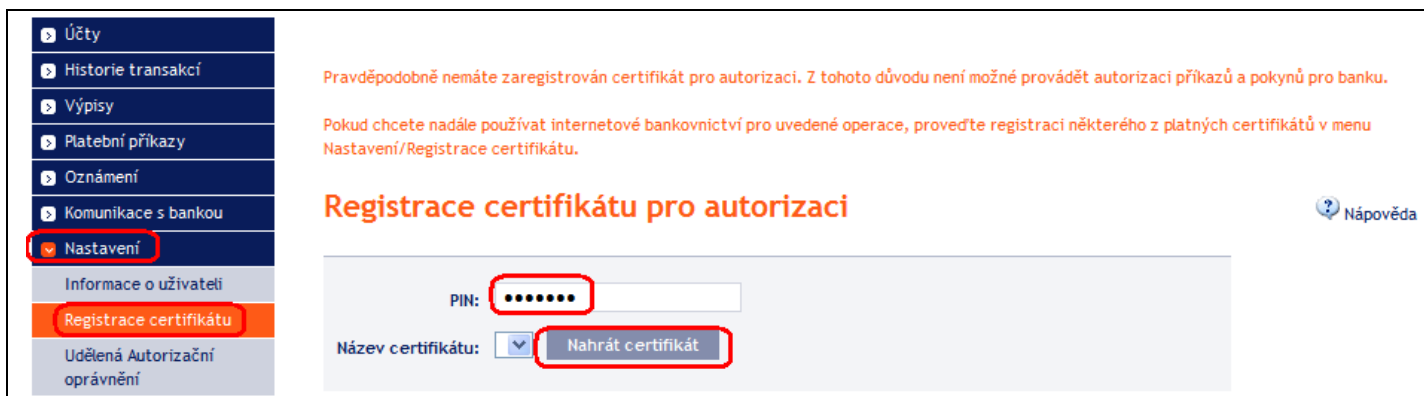 Účty
Historie transakcí
Výpisy
Platební příkazy
Oznámení
Komunikace s bankou
Nastavení
Informace o uživateli
Registrace certifikátu
Udělená Autorizační
oprávnění
Pravděpodobně nemáte zaregistrován certifikát pro autorizaci. Z tohoto důvodu není možné provádět autorizaci příkazů a pokynů pro banku.
Pokud chcete nadále používat internetové bankovnictví pro uvedené operace, proveďte registraci některého z platných certifikátů v menu
Nastavení/Registrace certifikátu.
Registrace certifikátu pro autorizaci
Nápověda
PIN: •••••••
Název certifikátu: Nahrát certifikát